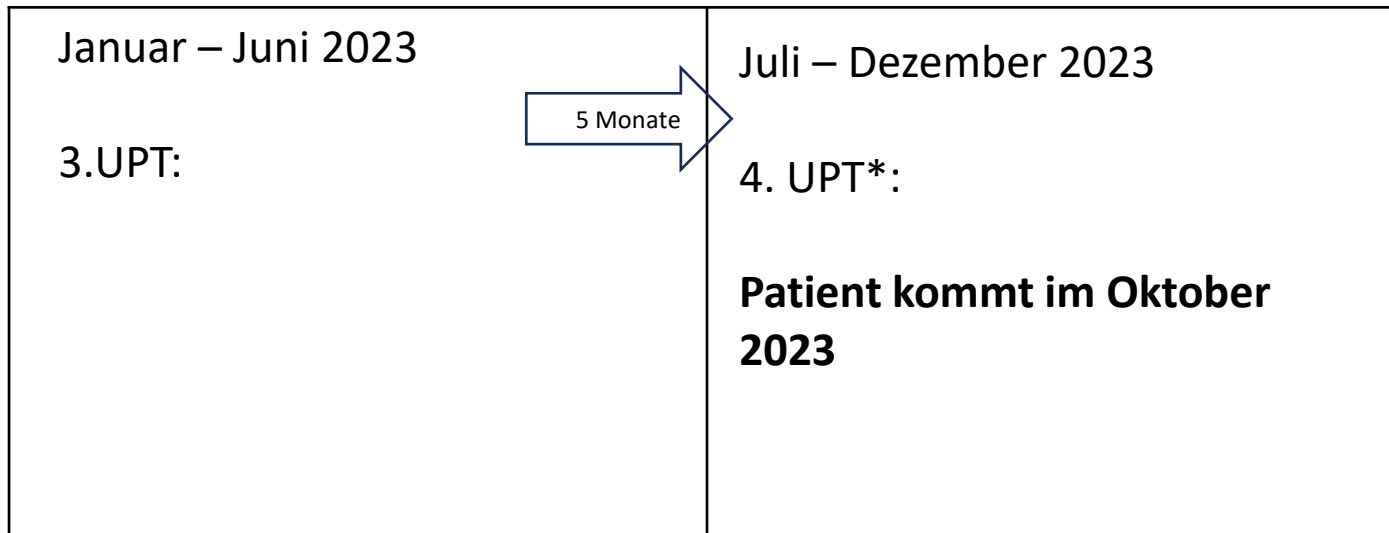 Januar – Juni 2023
3.UPT:
5 Monate
Juli – Dezember 2023
4. UPT*:
Patient kommt im Oktober
2023